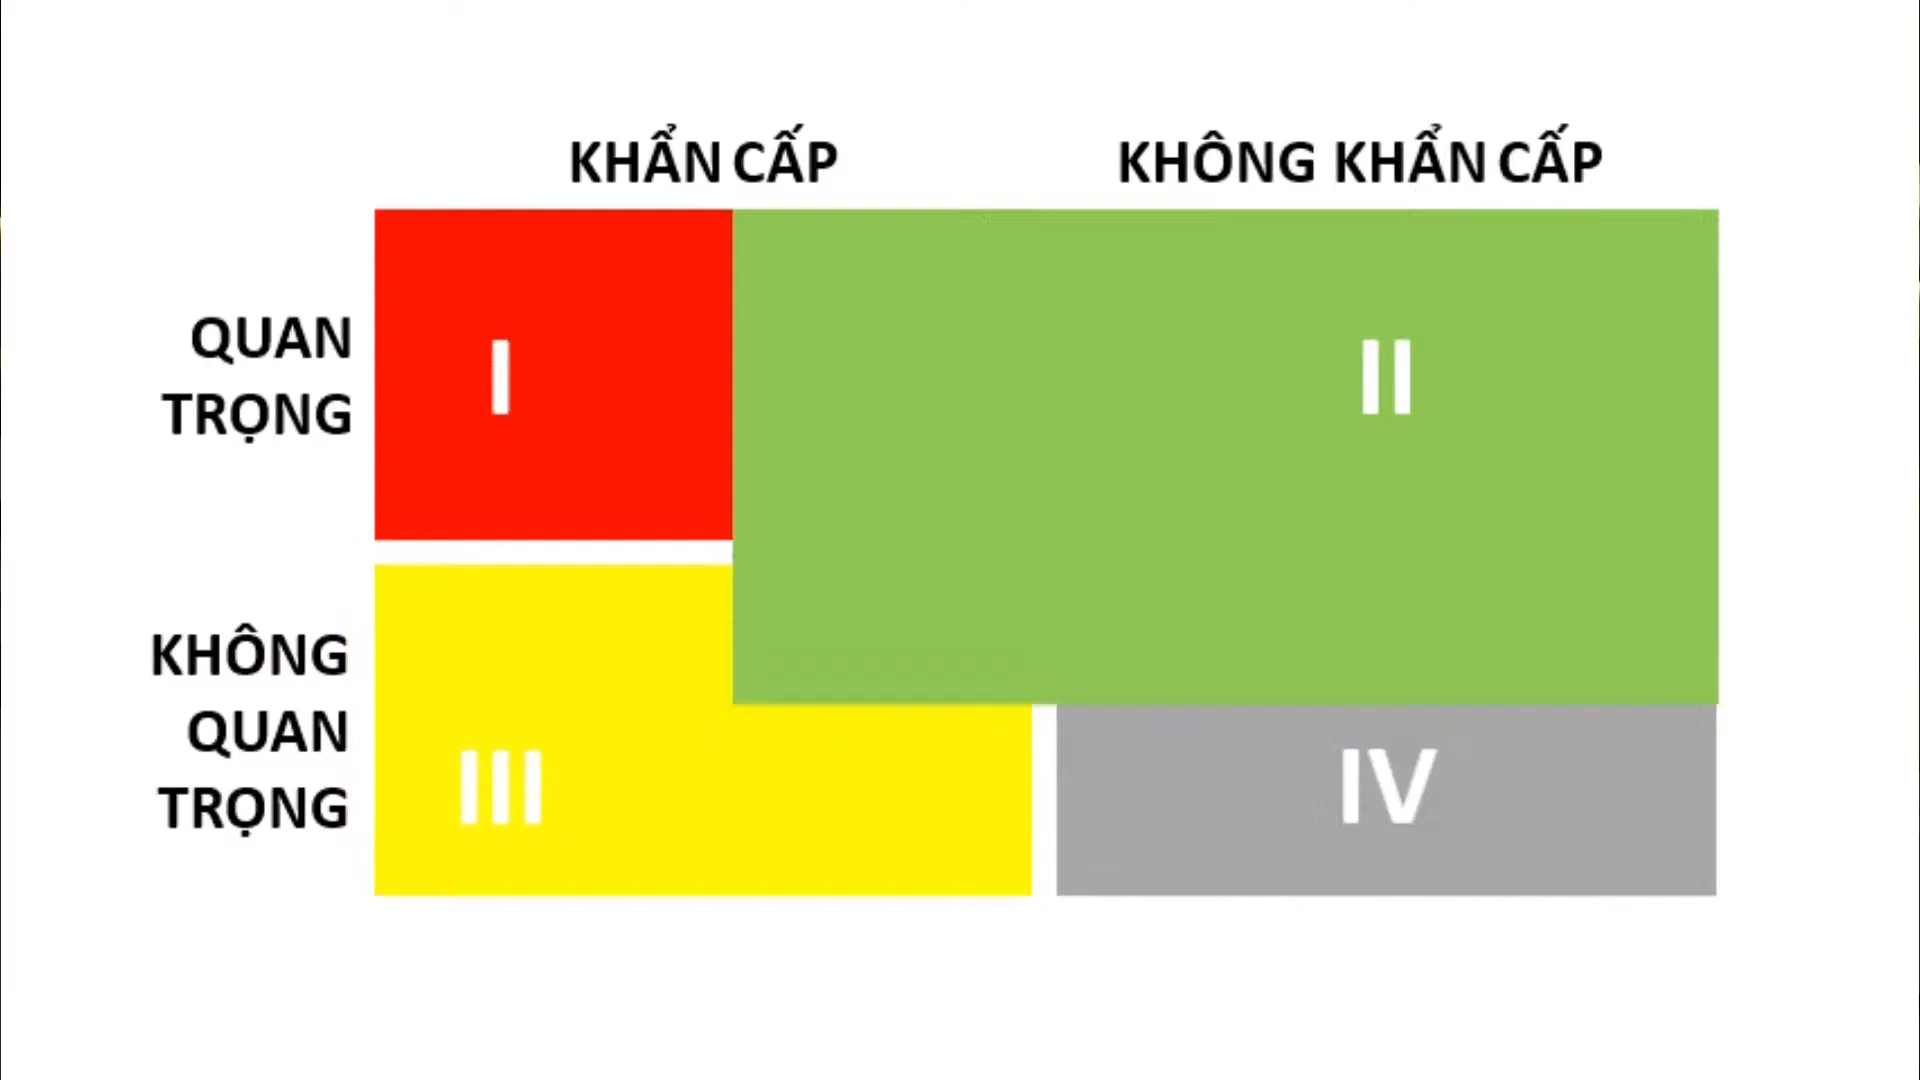 KHẨN CẤP KHÔNG KHẨN CẤP
QUAN
TRỌNG
I II
KHÔNG
QUAN
TRỌNG
III IV